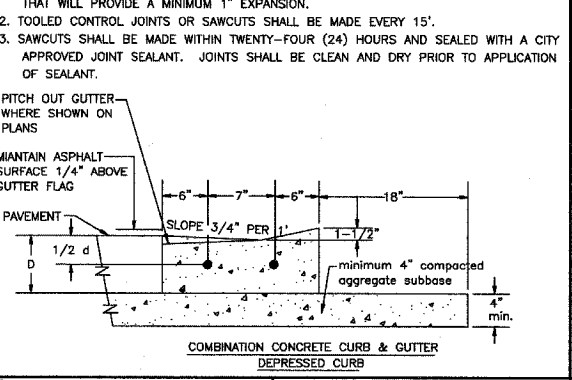 THAT WILL PROVIDE A MINIMUM 1" EXPANSION.
2. TOOLED CONTROL JOINTS OR SAWCUTS SHALL BE MADE EVERY 15'.
3. SAWCUTS SHALL BE MADE WITHIN TWENTY-FOUR (24) HOURS AND SEALED WITH A CITY
APPROVED JOINT SEALANT. JOINTS SHALL BE CLEAN AND DRY PRIOR TO APPLICATION
OF SEALANT.
PITCH OUT GUTTER
WHERE SHOWN ON
PLANS
MIANTAIN ASPHALT
SURFACE 1/4" ABOVE
GUTTER FLAG
6" 7" 6" 18"
PAVEMENT
SLOPE 3/4" PER 1'
1-1/2"
1/2 d
D
minimum 4" compacted
aggregate subbase
4"
min.
COMBINATION CONCRETE CURB & GUTTER
DEPRESSED CURB